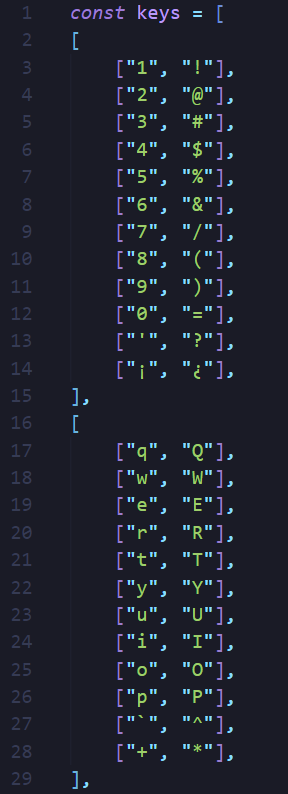 1 const keys = [
2 [
3 ["1", "!"],
4 ["2", "@"],
5 ["3", "#"],
6 ["4", "$"],
7 ["5", "%"],
8 ["6", "&"],
9 ["7", "/"],
10 ["8", "("],
11 ["9", ")"],
12 ["0", "="],
13 ["'", "?"],
14 ["¡", "¿"],
15 ],
16 [
17 ["q", "Q"],
18 ["w", "W"],
19 ["e", "E"],
20 ["r", "R"],
21 ["t", "T"],
22 ["y", "Y"],
23 ["u", "U"],
24 ["i", "I"],
25 ["o", "O"],
26 ["p", "P"],
27 ["`", "^"],
28 ["+", "*"],
29 ],